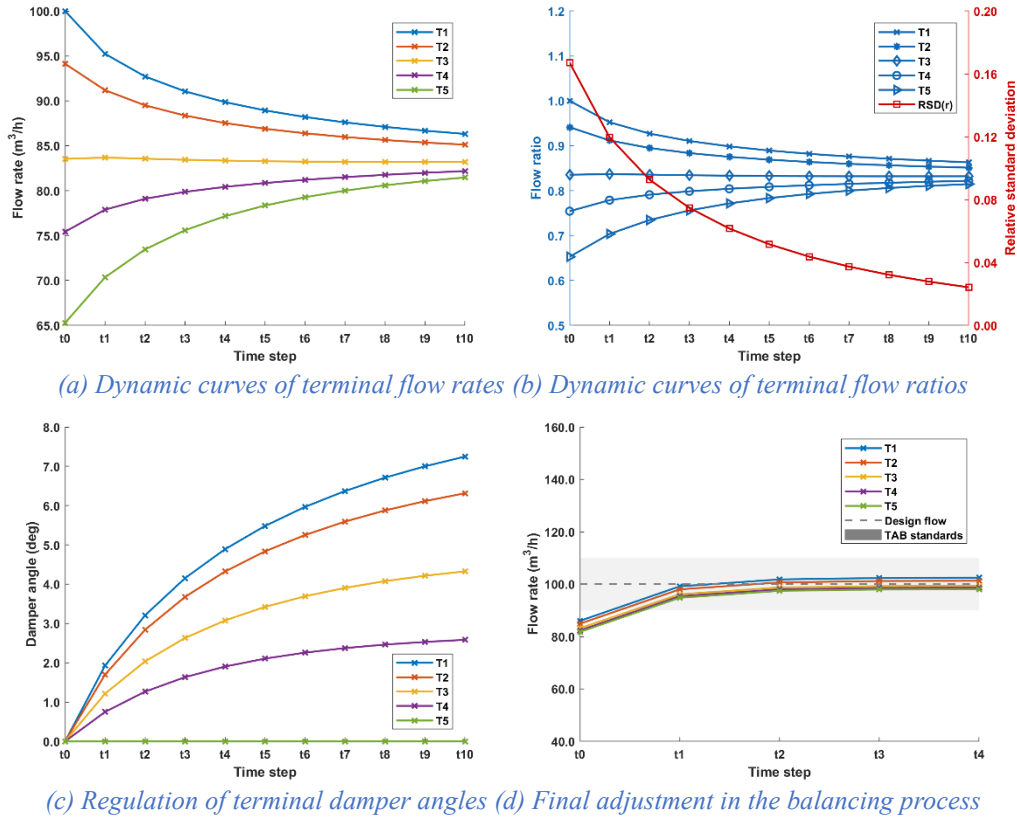 100.0
95.0
90.0
85.0
80.0
75.0
70.0
65.0
Flow rate (m³/h)
t0 t1 t2 t3 t4 t5 t6 t7 t8 t9 t10
Time step
T1
T2
T3
T4
T5
1.2
1.1
1.0
0.9
0.8
0.7
0.6
0.5
Flow ratio
t0 t1 t2 t3 t4 t5 t6 t7 t8 t9 t10
Time step
T1
T2
T3
T4
T5
RSD(r)
0.20
0.16
0.12
0.08
0.04
0.00
Relative standard deviation
(a) Dynamic curves of terminal flow rates (b) Dynamic curves of terminal flow ratios
8.0
7.0
6.0
5.0
4.0
3.0
2.0
1.0
0.0
Damper angle (deg)
t0 t1 t2 t3 t4 t5 t6 t7 t8 t9 t10
Time step
T1
T2
T3
T4
T5
160.0
140.0
120.0
100.0
80.0
60.0
40.0
Flow rate (m³/h)
t0 t1 t2 t3 t4
Time step
T1
T2
T3
T4
T5
Design flow
TAB standards
(c) Regulation of terminal damper angles (d) Final adjustment in the balancing process